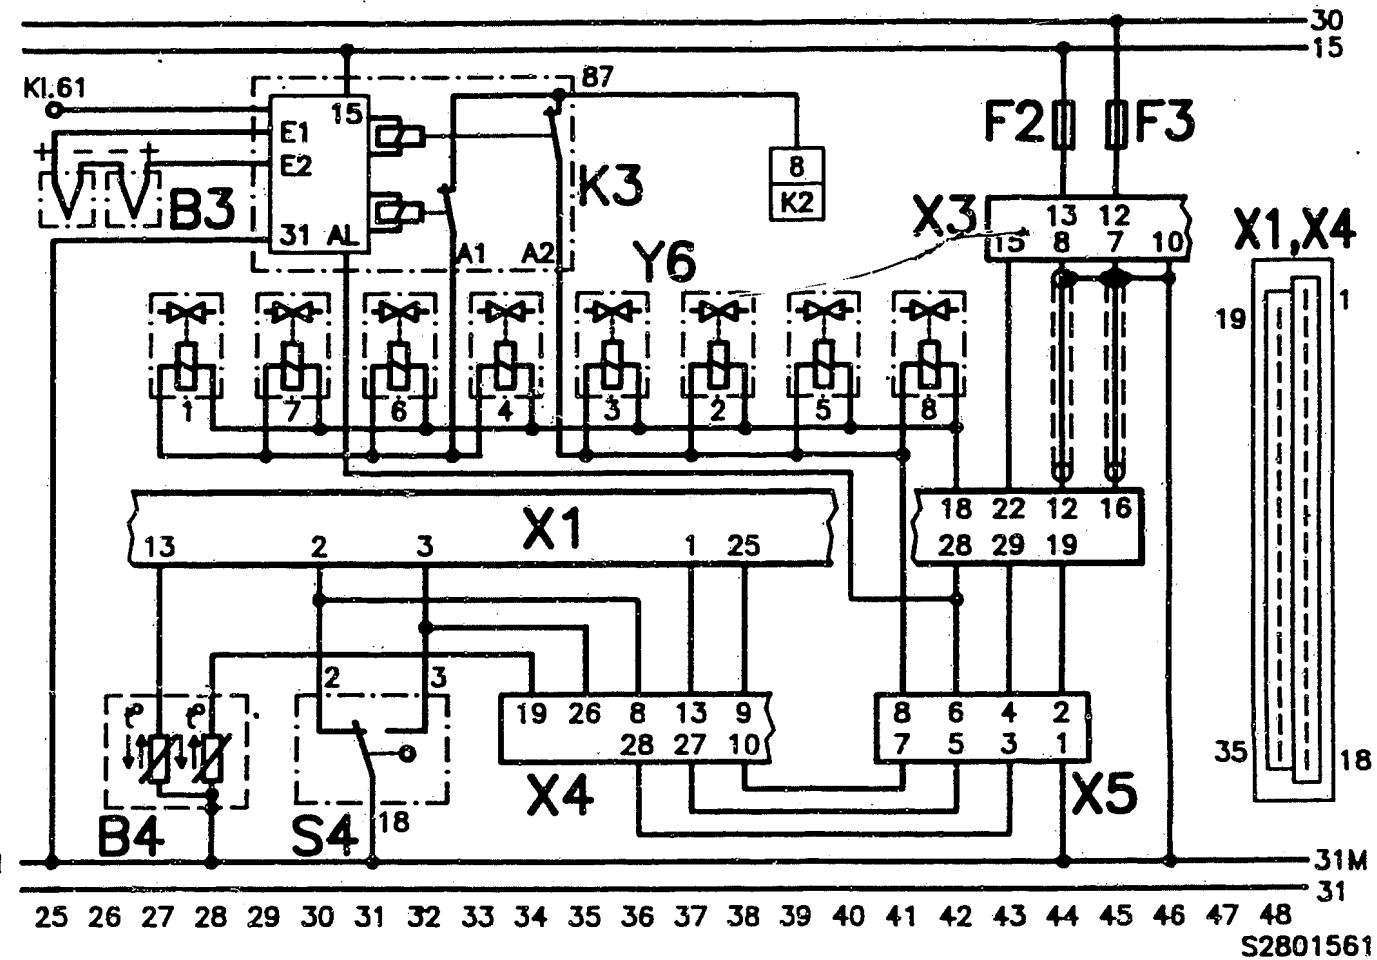 30
15
Kl.61
87
15
E1
E2
31 AL
+ - - - +
B3
K3
8
K2
F2
F3
X3
13 12
15 8 7 10
A1
A2
Y6
X1,X4
19
1
35
18
1 7 6 4 3 2 5 8
X1
13 2 3 1 25
18 22 12 16
28 29 19
2
3
t° t°
B4
S4
18
19 26 8 13 9
28 27 10
X4
8 6 4 2
7 5 3 1
X5
31M
31
25 26 27 28 29 30 31 32 33 34 35 36 37 38 39 40 41 42 43 44 45 46 47 48
S2801561